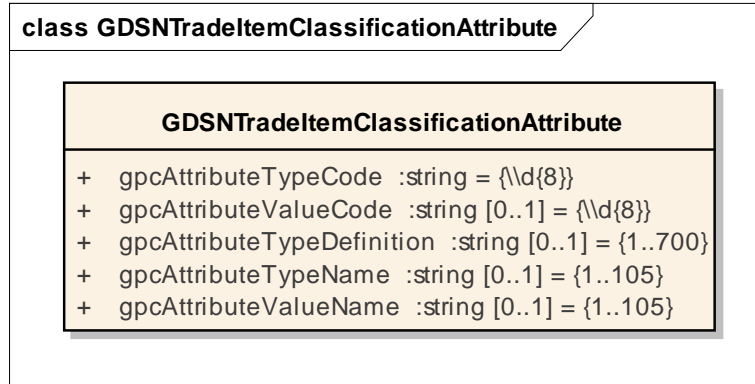 class GDSNTradeItemClassificationAttribute
GDSNTradeItemClassificationAttribute
+ gpcAttributeTypeCode :string = {\\d{8}}
+ gpcAttributeValueCode :string [0..1] = {\\d{8}}
+ gpcAttributeTypeDefinition :string [0..1] = {1..700}
+ gpcAttributeTypeName :string [0..1] = {1..105}
+ gpcAttributeValueName :string [0..1] = {1..105}